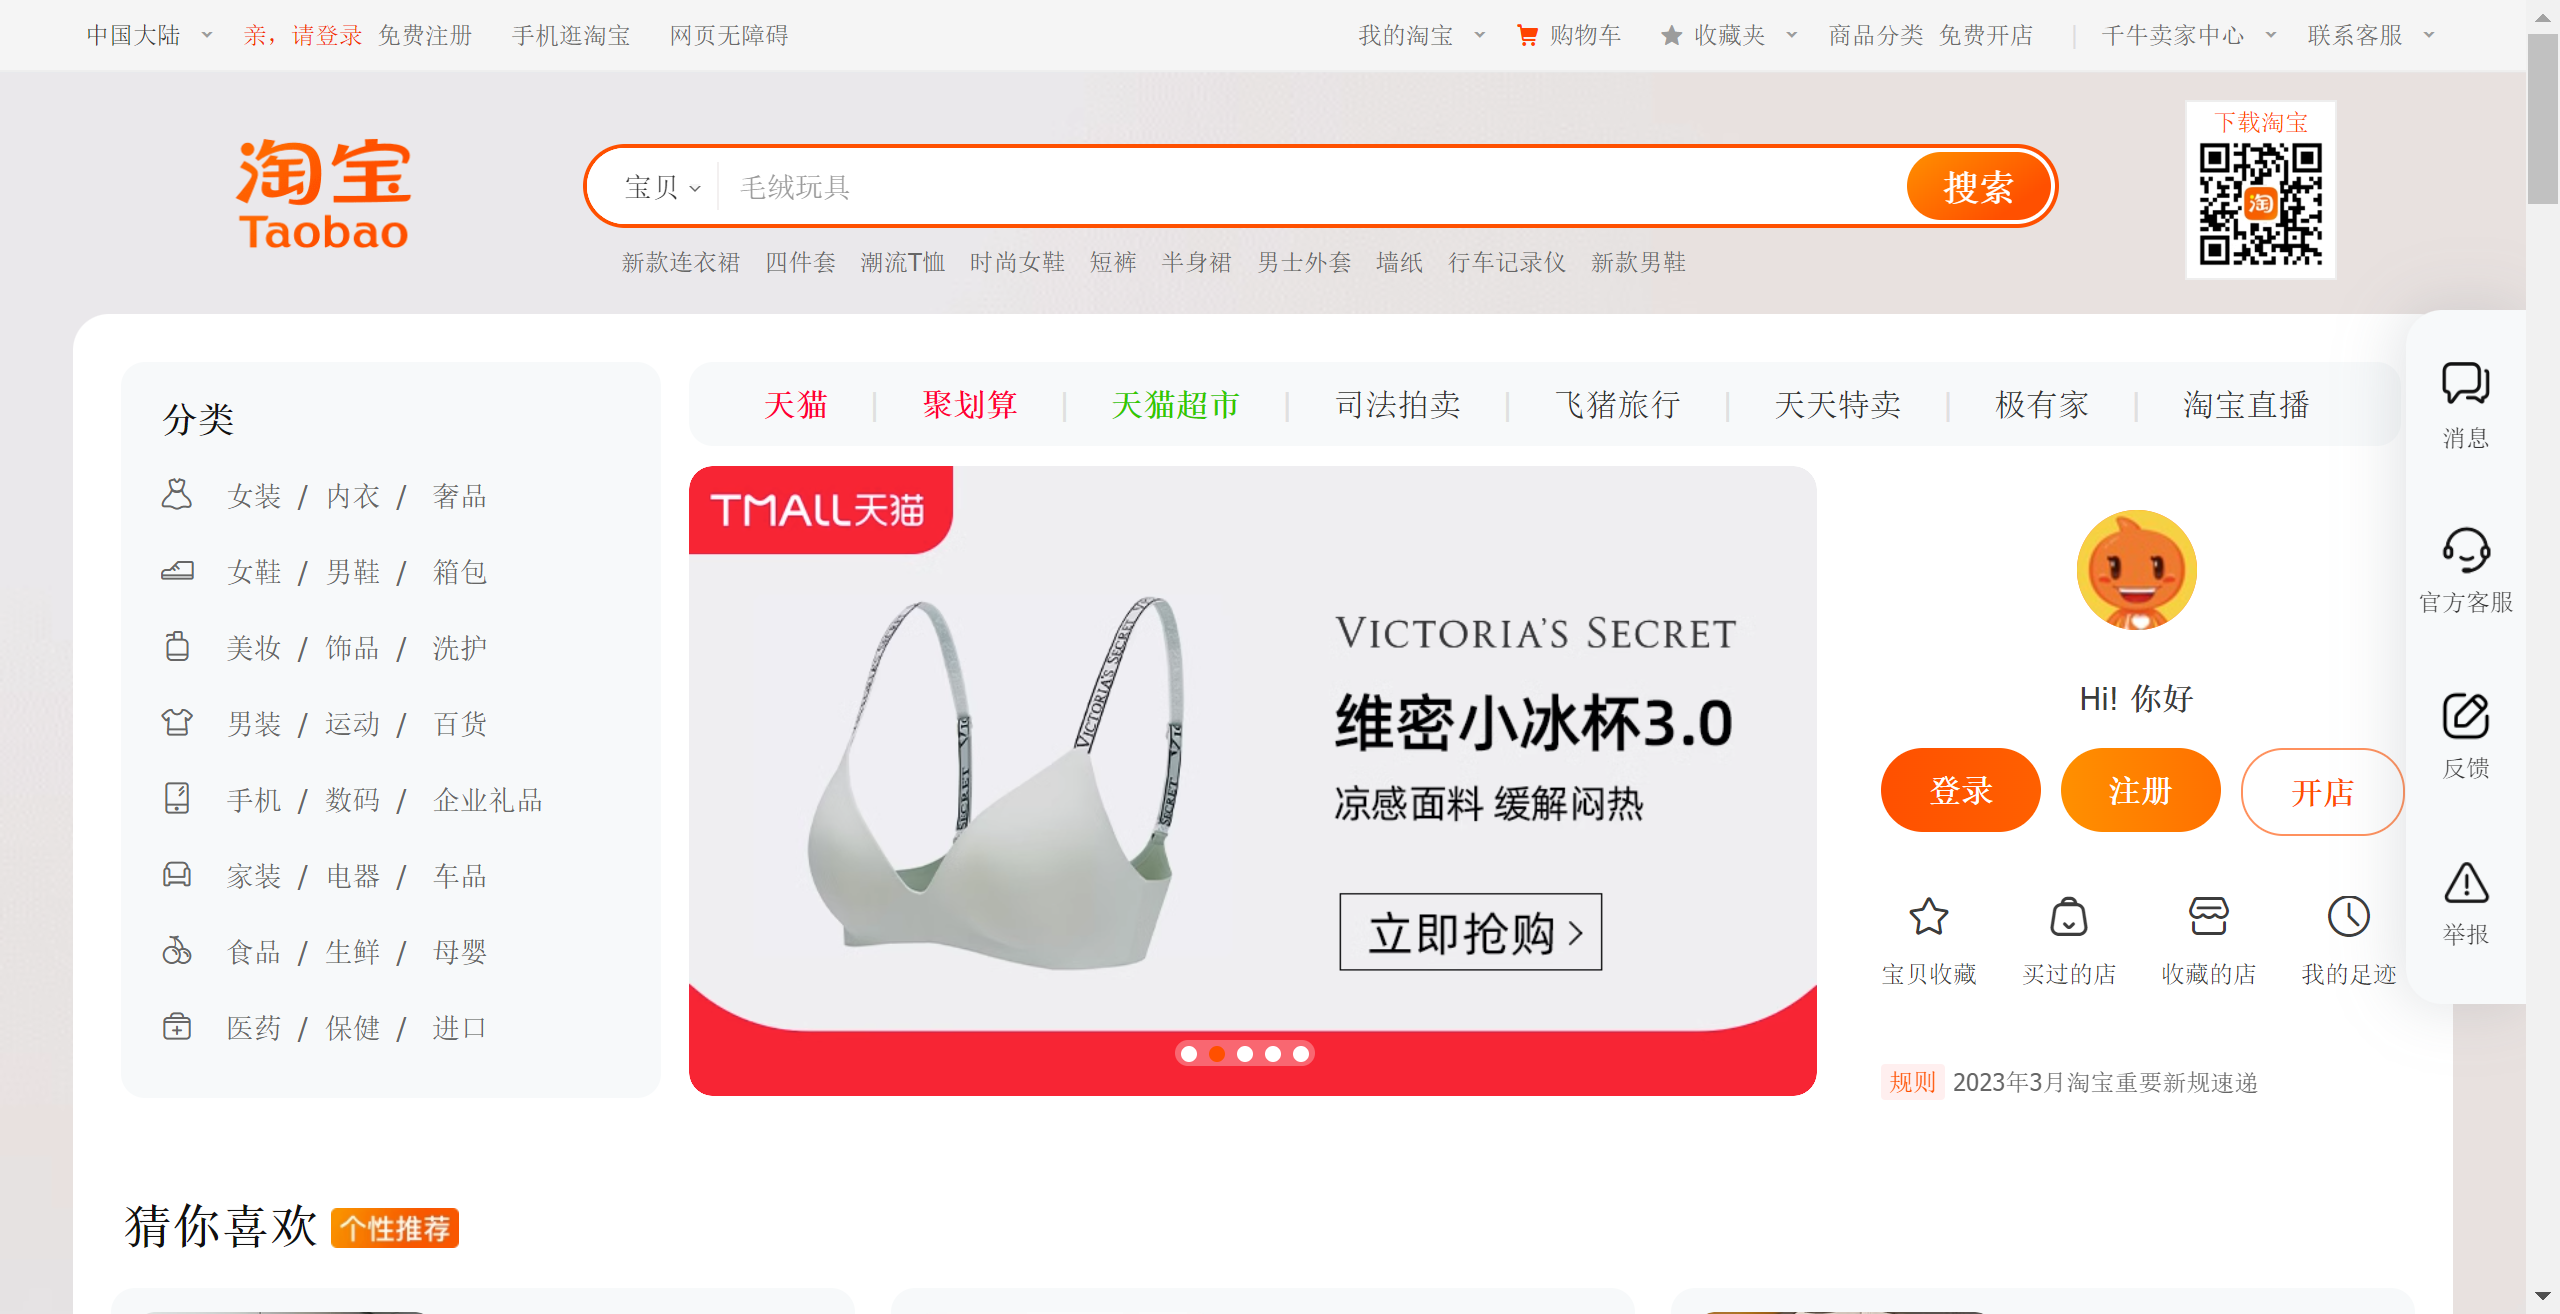 中国大陆 亲，请登录 免费注册 手机逛淘宝 网页无障碍 我的淘宝 购物车 收藏夹 商品分类 免费开店 千牛卖家中心 联系客服
下载淘宝
淘宝
Taobao
宝贝 毛绒玩具 搜索
淘
新款连衣裙 四件套 潮流T恤 时尚女鞋 短裤 半身裙 男士外套 墙纸 行车记录仪 新款男鞋
分类
女装 / 内衣 / 奢品
女鞋 / 男鞋 / 箱包
美妆 / 饰品 / 洗护
男装 / 运动 / 百货
手机 / 数码 / 企业礼品
家装 / 电器 / 车品
食品 / 生鲜 / 母婴
医药 / 保健 / 进口
天猫 | 聚划算 | 天猫超市 | 司法拍卖 | 飞猪旅行 | 天天特卖 | 极有家 | 淘宝直播
TMALL天猫
VICTORIA'S SECRET
VICTORIA'S SECRET
维密小冰杯3.0
凉感面料 缓解闷热
立即抢购 >
Hi! 你好
登录 注册 开店
宝贝收藏 买过的店 收藏的店 我的足迹
规则 2023年3月淘宝重要新规速递
消息
官方客服
反馈
举报
猜你喜欢 个性推荐